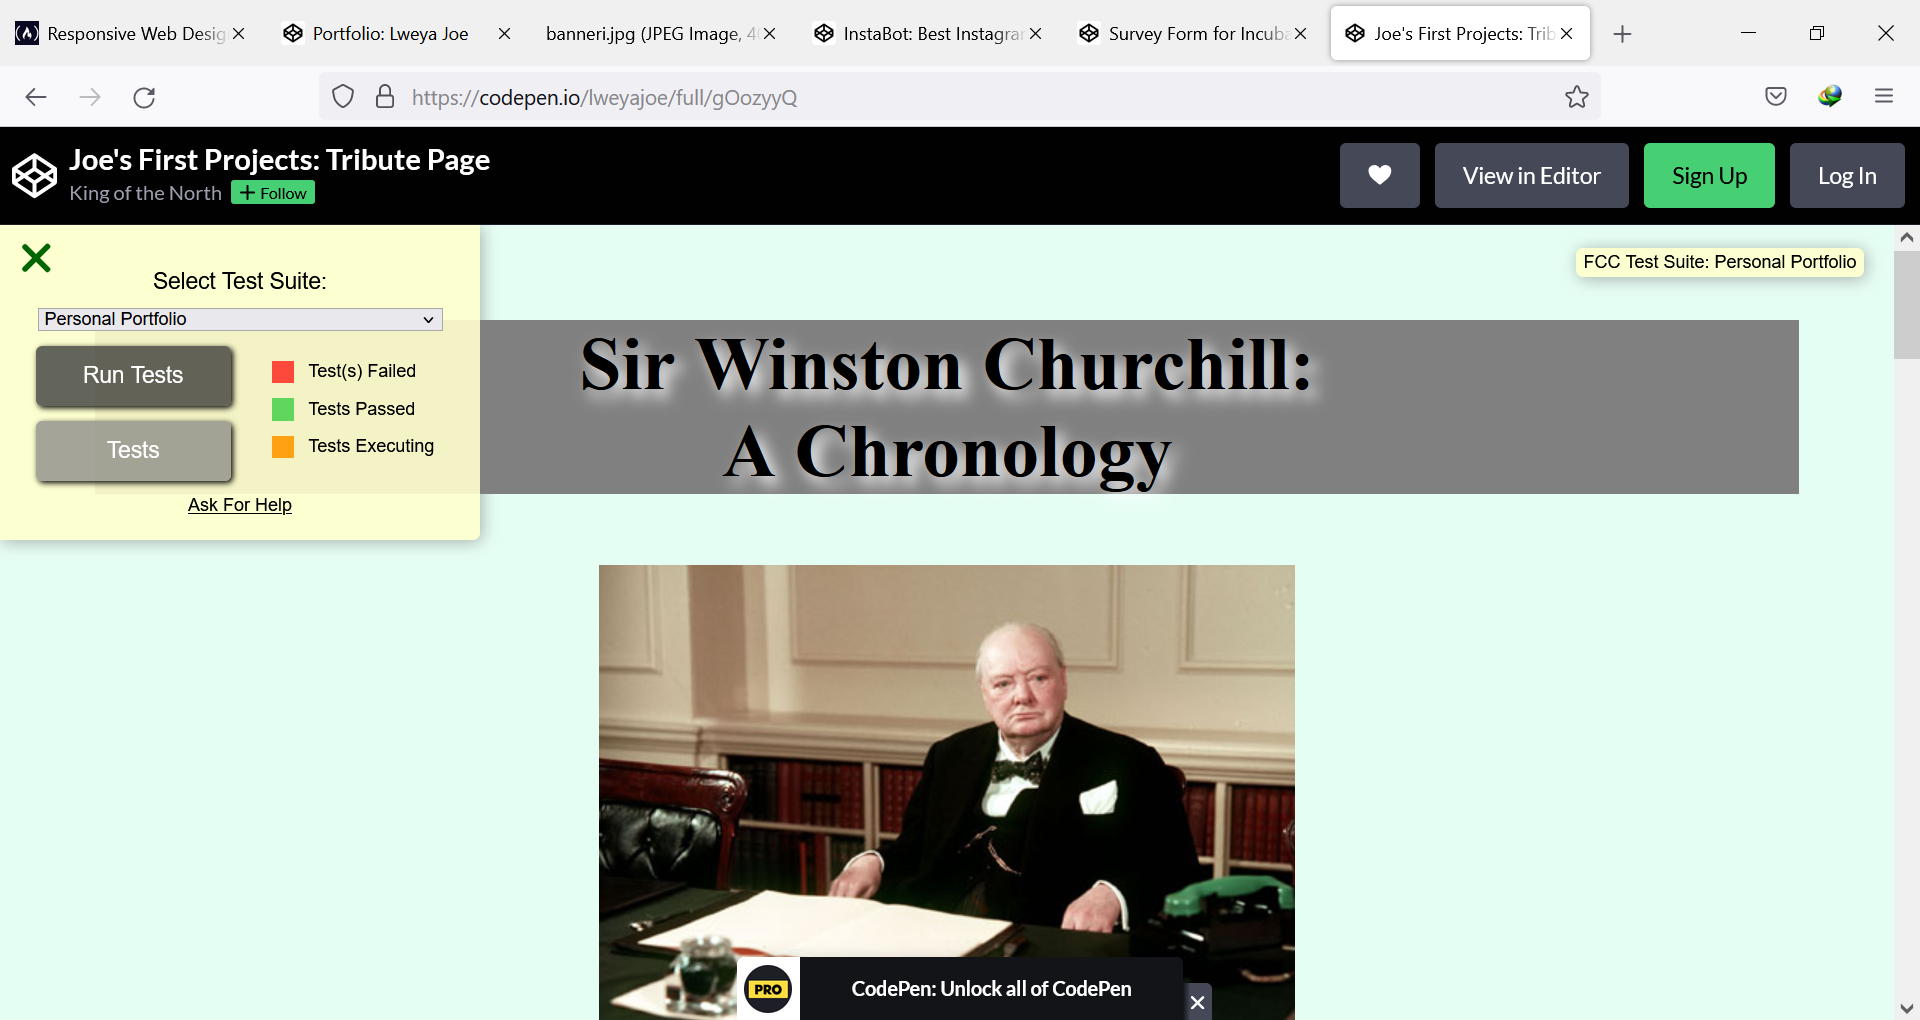 Responsive Web Desig
Portfolio: Lweya Joe
banneri.jpg (JPEG Image, 4
InstaBot: Best Instagrar
Survey Form for Incuba
Joe's First Projects: Trib
https://codepen.io/lweyajoe/full/gOozyyQ
Joe's First Projects: Tribute Page
King of the North
+ Follow
View in Editor
Sign Up
Log In
Select Test Suite:
Personal Portfolio
Run Tests
Tests
Test(s) Failed
Tests Passed
Tests Executing
Ask For Help
FCC Test Suite: Personal Portfolio
Sir Winston Churchill:
A Chronology
PRO
CodePen: Unlock all of CodePen